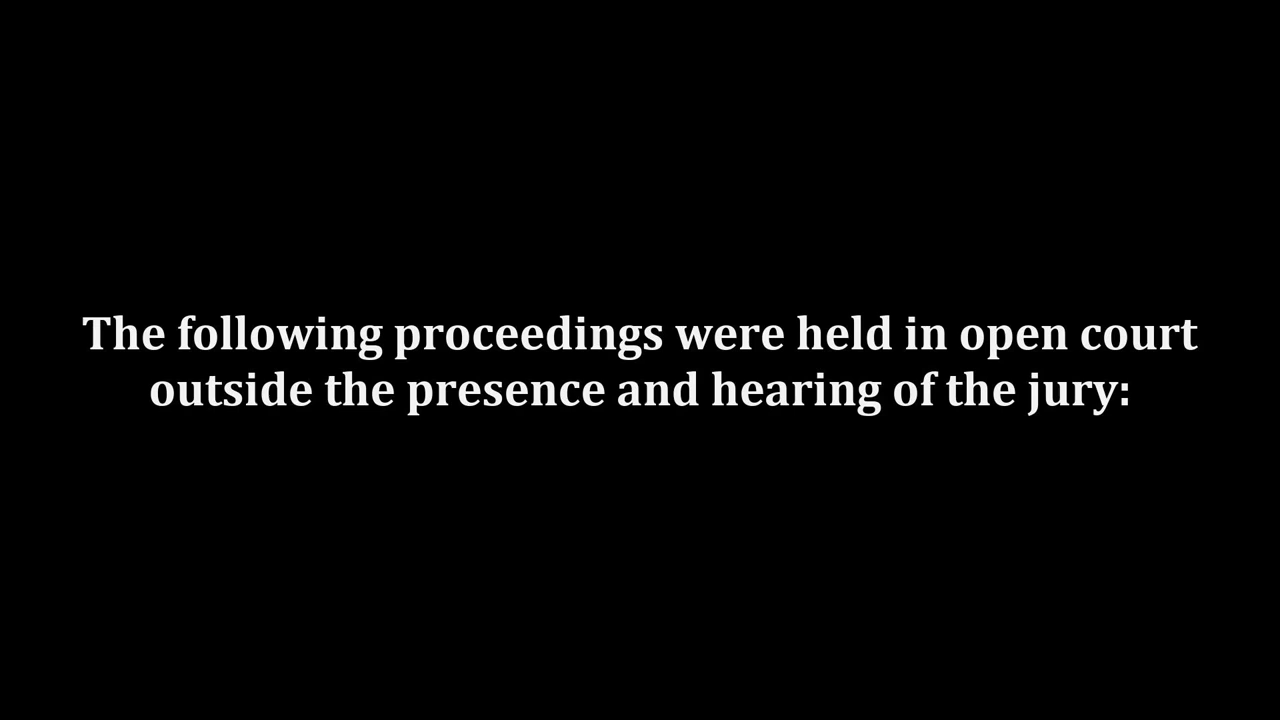 The following proceedings were held in open court
outside the presence and hearing of the jury: